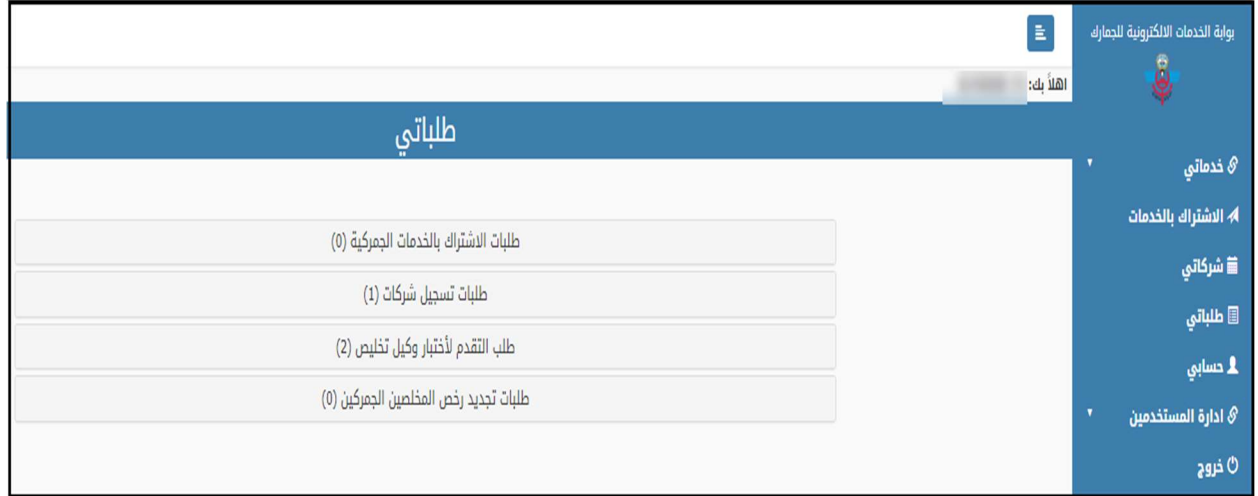 بوابة الخدمات الالكترونية للجمارك
اهلاً بك:
طلباتي
خدماتي
الاشتراك بالخدمات
شركاتي
طلباتي
حسابي
ادارة المستخدمين
خروج
طلبات الاشتراك بالخدمات الجمركية (0)
طلبات تسجيل شركات (1)
طلب التقدم لأختبار وكيل تخليص (2)
طلبات تجديد رخص المخلصين الجمركين (0)